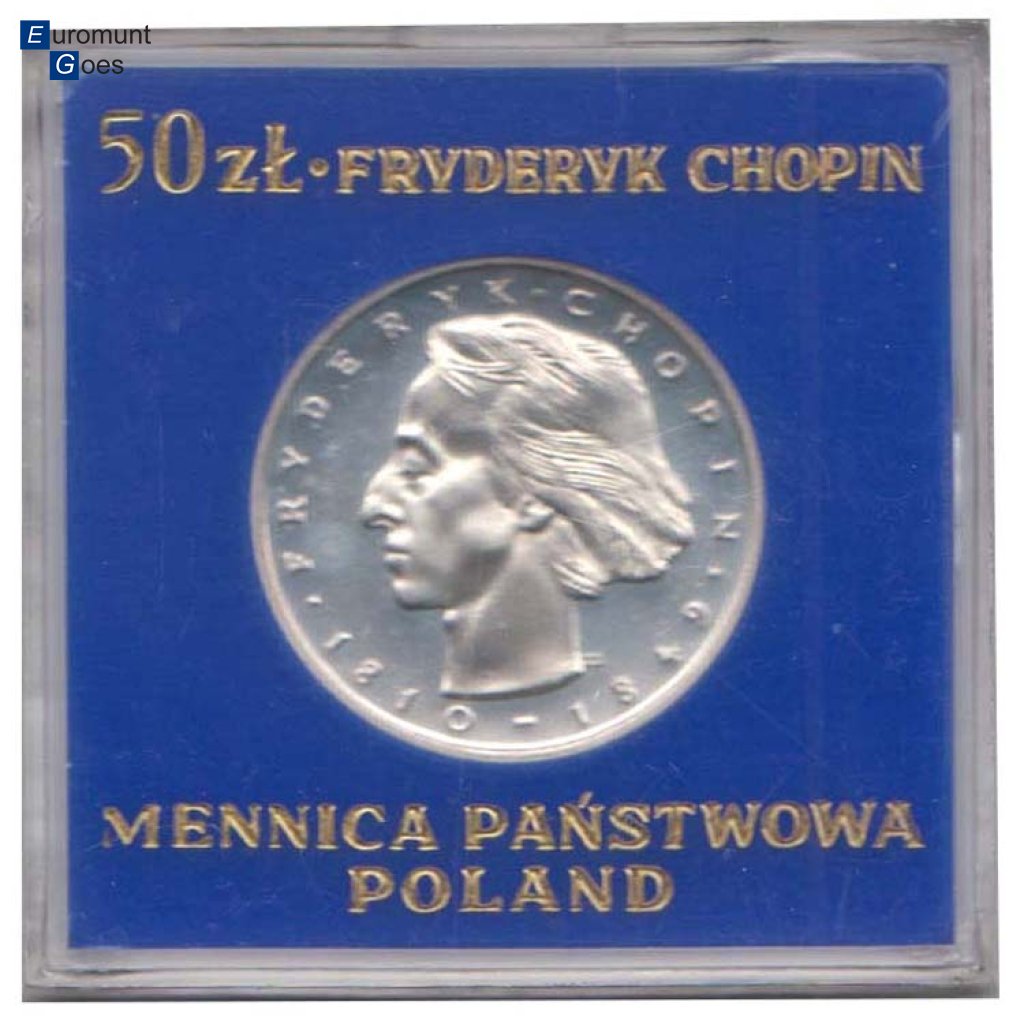 Euromunt
Goes
50 zł · FRYDERYK CHOPIN
· FRYDERYK · CHOPIN ·
1810 – 1849
MENNICA PAŃSTWOWA
POLAND